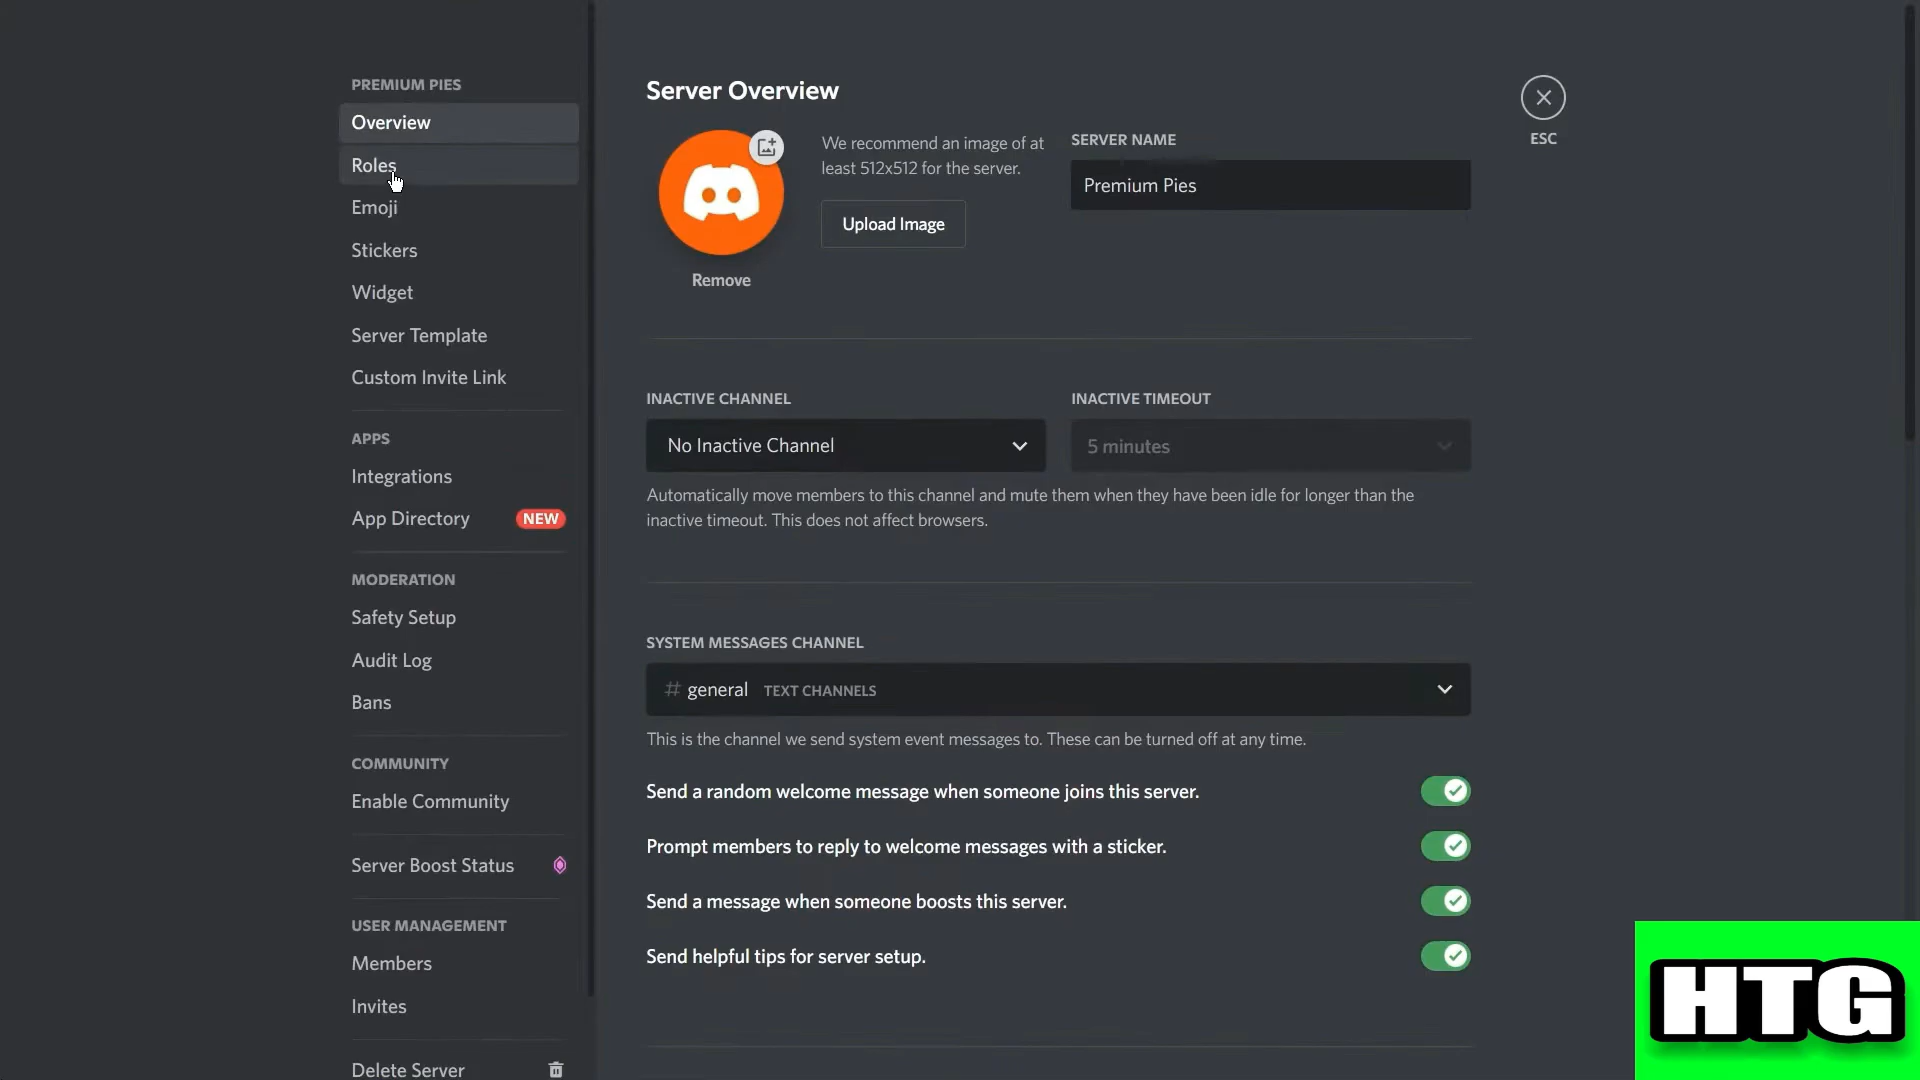 PREMIUM PIES
Overview
Roles
Emoji
Stickers
Widget
Server Template
Custom Invite Link
APPS
Integrations
App Directory NEW
MODERATION
Safety Setup
Audit Log
Bans
COMMUNITY
Enable Community
Server Boost Status
USER MANAGEMENT
Members
Invites
Delete Server
Server Overview
We recommend an image of at
least 512x512 for the server.
Upload Image
Remove
SERVER NAME
Premium Pies
ESC
INACTIVE CHANNEL
No Inactive Channel
INACTIVE TIMEOUT
5 minutes
Automatically move members to this channel and mute them when they have been idle for longer than the
inactive timeout. This does not affect browsers.
SYSTEM MESSAGES CHANNEL
# general TEXT CHANNELS
This is the channel we send system event messages to. These can be turned off at any time.
Send a random welcome message when someone joins this server.
Prompt members to reply to welcome messages with a sticker.
Send a message when someone boosts this server.
Send helpful tips for server setup.
HTG